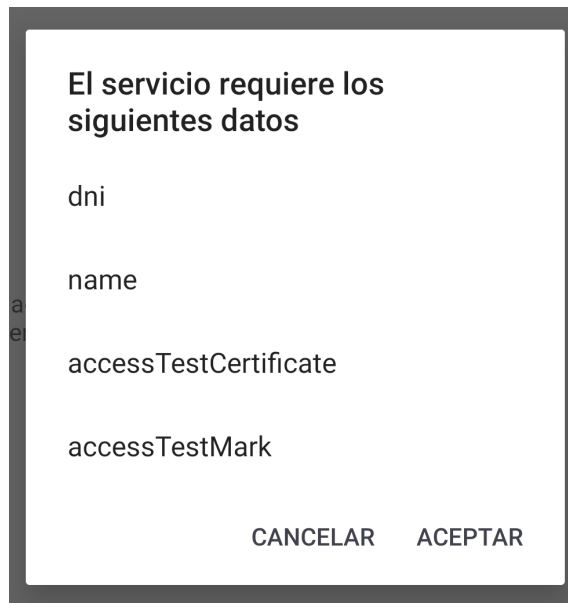 El servicio requiere los
siguientes datos
dni
name
accessTestCertificate
accessTestMark
CANCELAR ACEPTAR